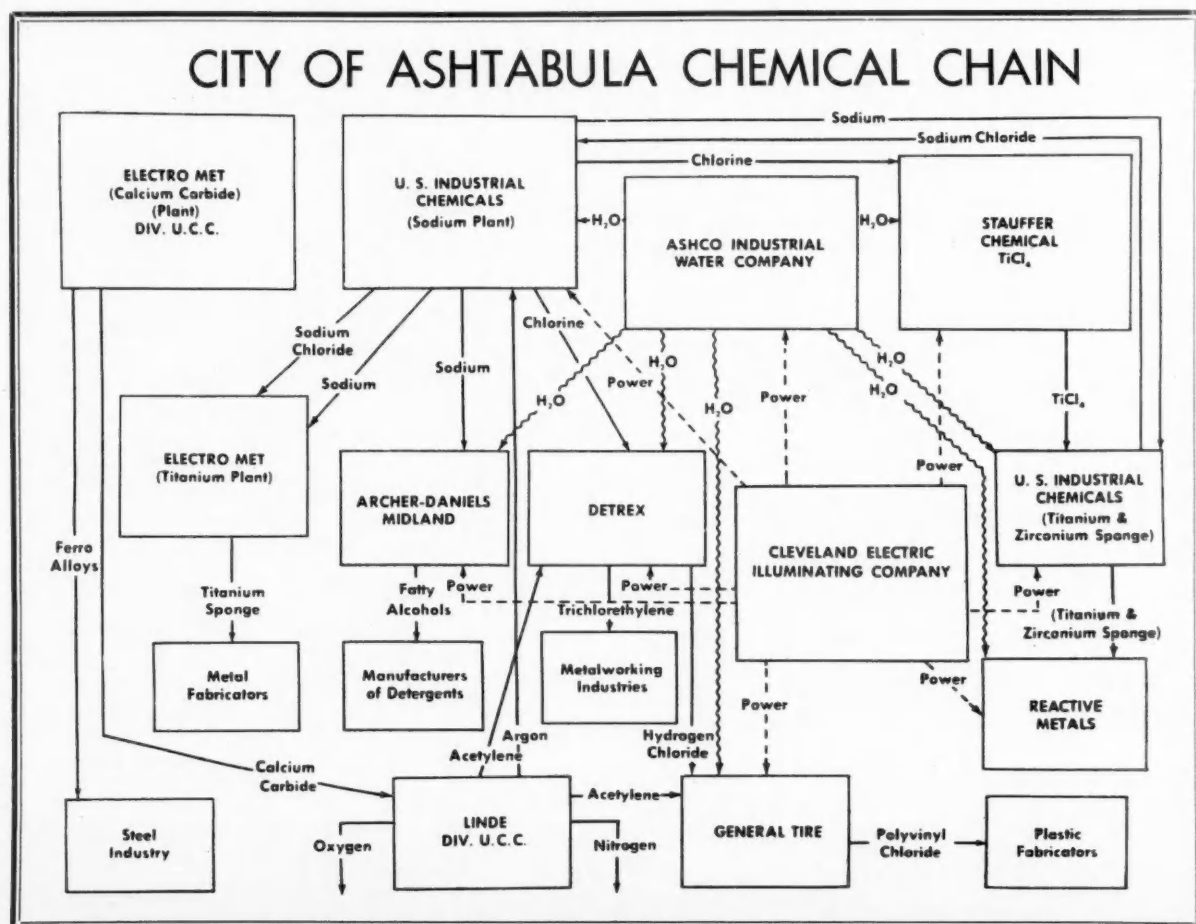 CITY OF ASHTABULA CHEMICAL CHAIN
ELECTRO MET
(Calcium Carbide)
(Plant)
DIV. U.C.C.
U. S. INDUSTRIAL
CHEMICALS
(Sodium Plant)
Sodium
Sodium Chloride
Chlorine
H₂O
ASHCO INDUSTRIAL
WATER COMPANY
H₂O
STAUFFER
CHEMICAL
TiCl₄
Sodium
Chloride
Sodium
Sodium
Chlorine
H₂O
H₂O
H₂O
Power
Power
H₂O
H₂O
Power
TiCl₄
ELECTRO MET
(Titanium Plant)
ARCHER-DANIELS
MIDLAND
DETREX
CLEVELAND ELECTRIC
ILLUMINATING COMPANY
U. S. INDUSTRIAL
CHEMICALS
(Titanium &
Zirconium Sponge)
Ferro
Alloys
Titanium
Sponge
Fatty
Alcohols
Power
Power
Trichlorethylene
Power
(Titanium &
Zirconium Sponge)
Metal
Fabricators
Manufacturers
of Detergents
Metalworking
Industries
Power
Power
REACTIVE
METALS
Calcium
Carbide
Acetylene
Argon
Hydrogen
Chloride
Steel
Industry
Oxygen
LINDE
DIV. U.C.C.
Nitrogen
Acetylene
GENERAL TIRE
Polyvinyl
Chloride
Plastic
Fabricators